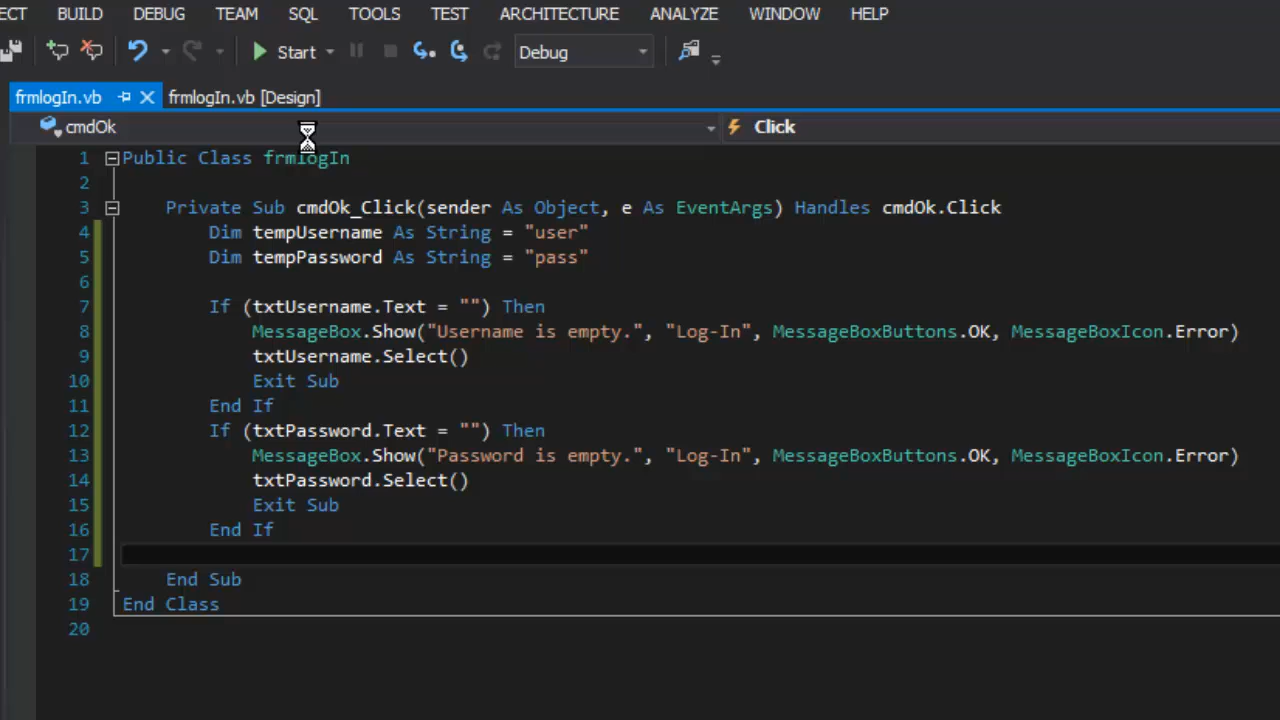 ECT BUILD DEBUG TEAM SQL TOOLS TEST ARCHITECTURE ANALYZE WINDOW HELP
Start Debug
frmlogIn.vb frmlogIn.vb [Design]
cmdOk Click
1 Public Class frmlogIn
2
3 Private Sub cmdOk_Click(sender As Object, e As EventArgs) Handles cmdOk.Click
4 Dim tempUsername As String = "user"
5 Dim tempPassword As String = "pass"
6
7 If (txtUsername.Text = "") Then
8 MessageBox.Show("Username is empty.", "Log-In", MessageBoxButtons.OK, MessageBoxIcon.Error)
9 txtUsername.Select()
10 Exit Sub
11 End If
12 If (txtPassword.Text = "") Then
13 MessageBox.Show("Password is empty.", "Log-In", MessageBoxButtons.OK, MessageBoxIcon.Error)
14 txtPassword.Select()
15 Exit Sub
16 End If
17
18 End Sub
19 End Class
20